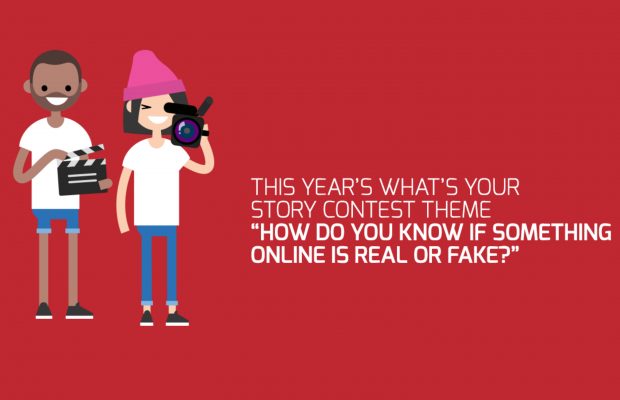 THIS YEAR'S WHAT'S YOUR
STORY CONTEST THEME
“HOW DO YOU KNOW IF SOMETHING
ONLINE IS REAL OR FAKE?”